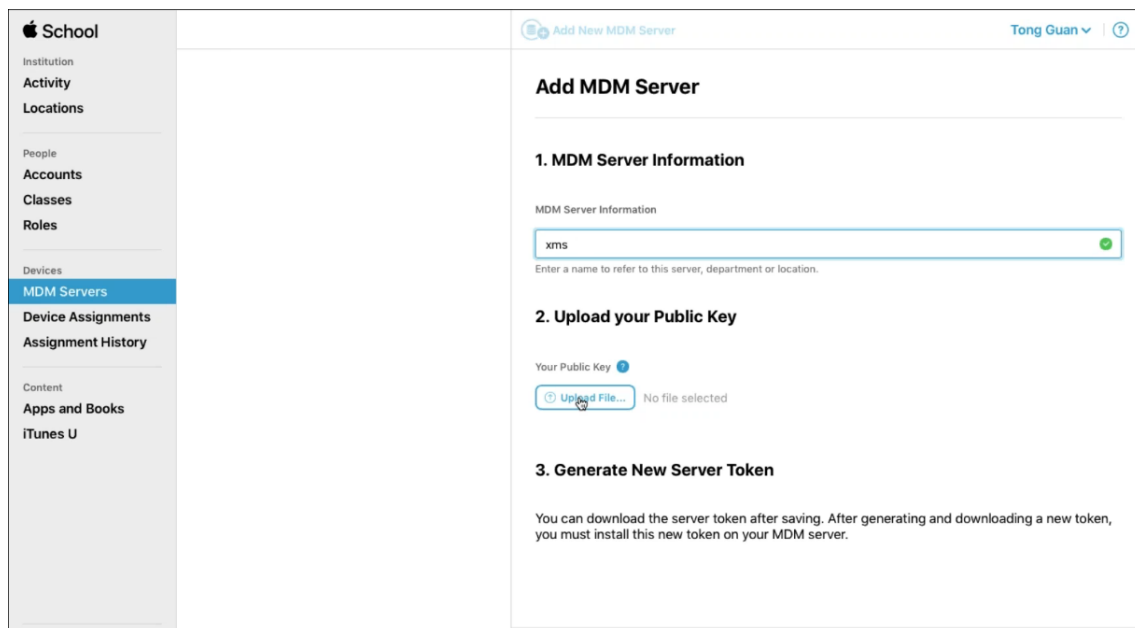 School
Institution
Activity
Locations
People
Accounts
Classes
Roles
Devices
MDM Servers
Device Assignments
Assignment History
Content
Apps and Books
iTunes U
Add New MDM Server
Tong Guan
?
Add MDM Server
1. MDM Server Information
MDM Server Information
xms
Enter a name to refer to this server, department or location.
2. Upload your Public Key
Your Public Key ?
Upload File... No file selected
3. Generate New Server Token
You can download the server token after saving. After generating and downloading a new token,
you must install this new token on your MDM server.